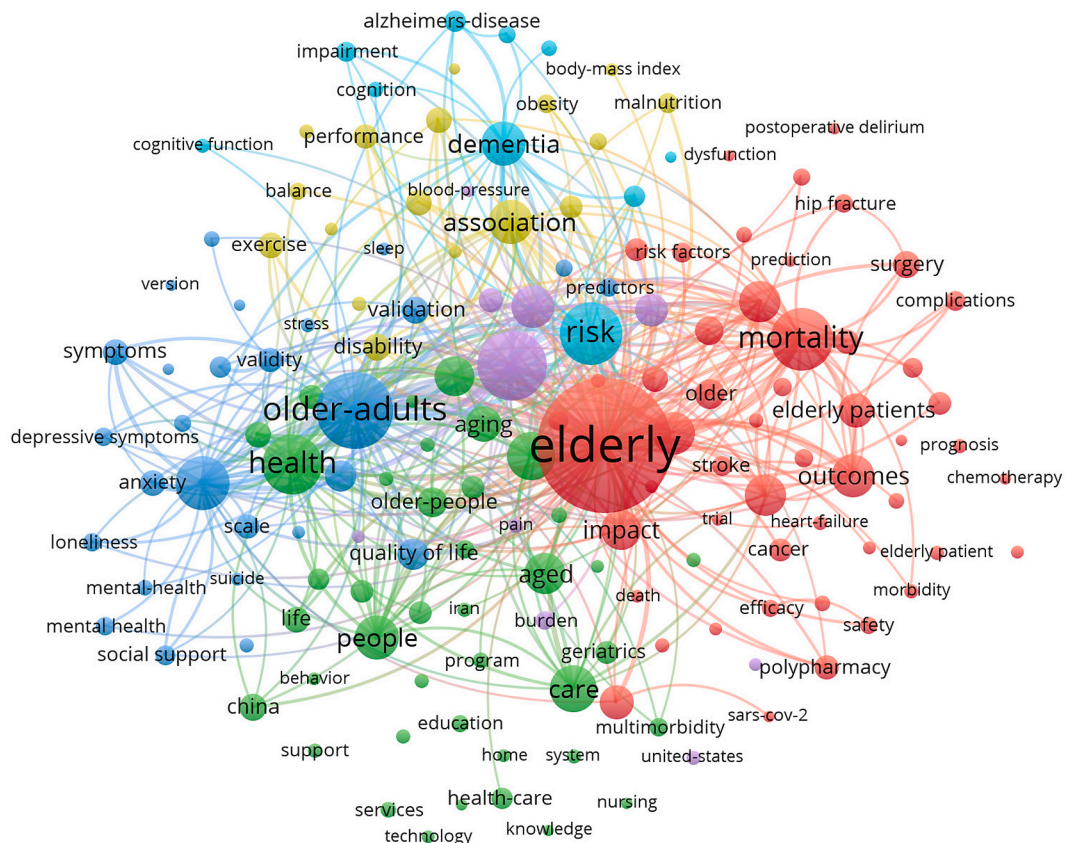 alzheimers-disease
impairment
body-mass index
cognition
obesity
malnutrition
performance
postoperative delirium
cognitive function
dementia
dysfunction
balance
blood-pressure
hip fracture
association
exercise
sleep
risk factors
prediction
surgery
version
predictors
complications
validation
stress
risk
mortality
symptoms
validity
disability
older
older-adults
elderly patients
aging
depressive symptoms
elderly
prognosis
health
stroke
outcomes
chemotherapy
anxiety
older-people
pain
trial
heart-failure
scale
impact
loneliness
quality of life
cancer
elderly patient
suicide
aged
mental-health
morbidity
death
iran
efficacy
life
burden
mental health
safety
people
social support
program
geriatrics
polypharmacy
behavior
care
china
sars-cov-2
education
multimorbidity
support
home
system
united-states
health-care
services
nursing
technology
knowledge